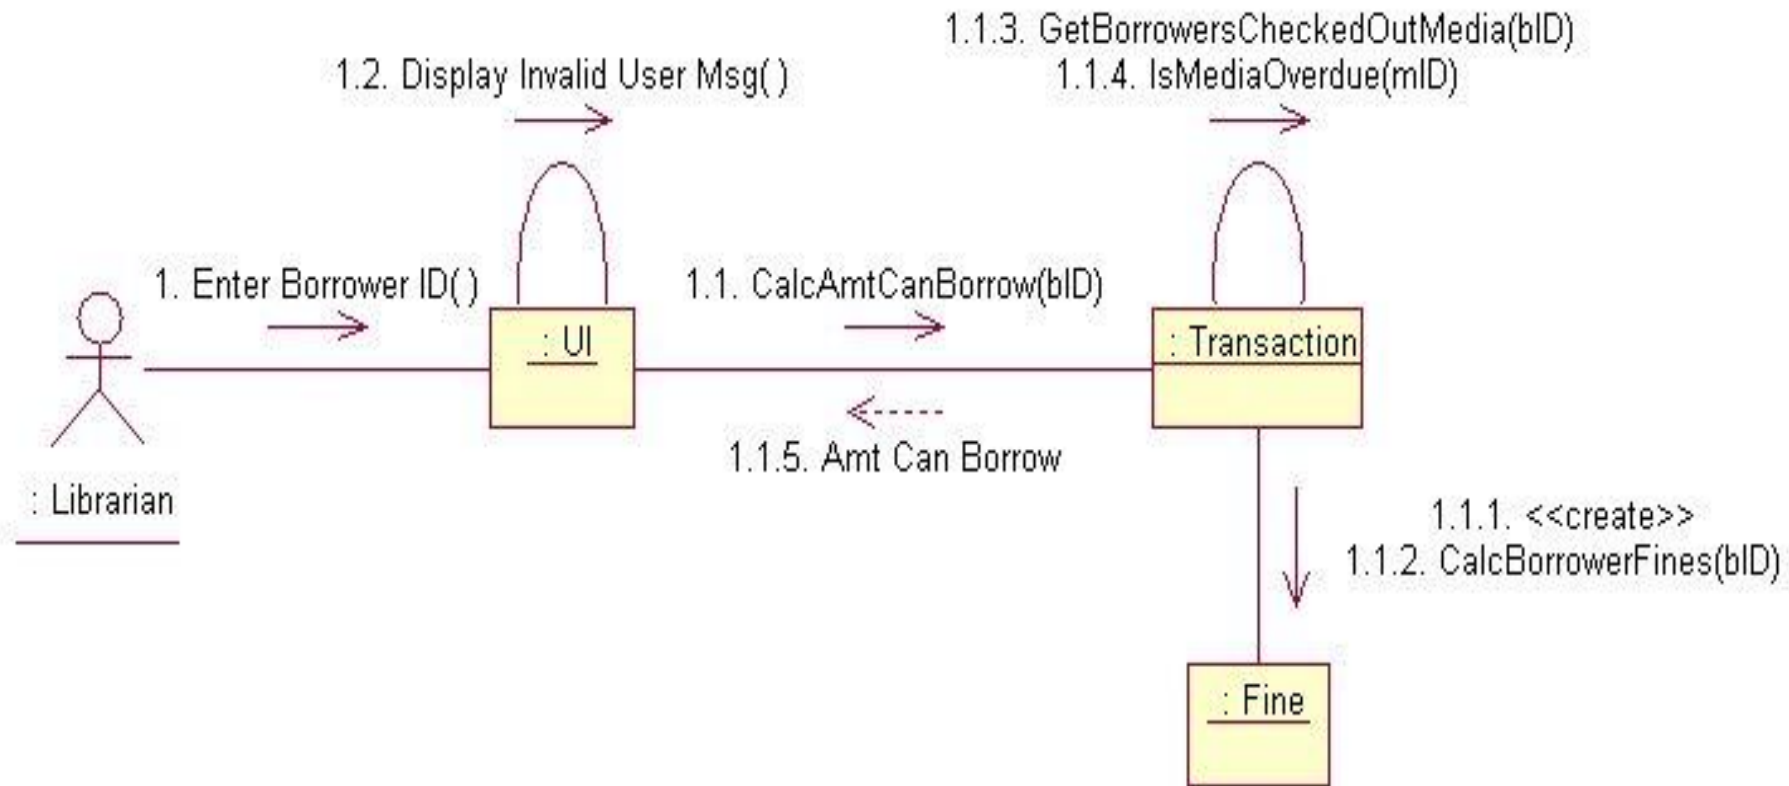 1.1.3. GetBorrowersCheckedOutMedia(bID)
1.2. Display Invalid User Msg( )
1.1.4. IsMediaOverdue(mID)
1. Enter Borrower ID( )
1.1. CalcAmtCanBorrow(bID)
: UI
: Transaction
1.1.5. Amt Can Borrow
: Librarian
1.1.1. <<create>>
1.1.2. CalcBorrowerFines(bID)
: Fine